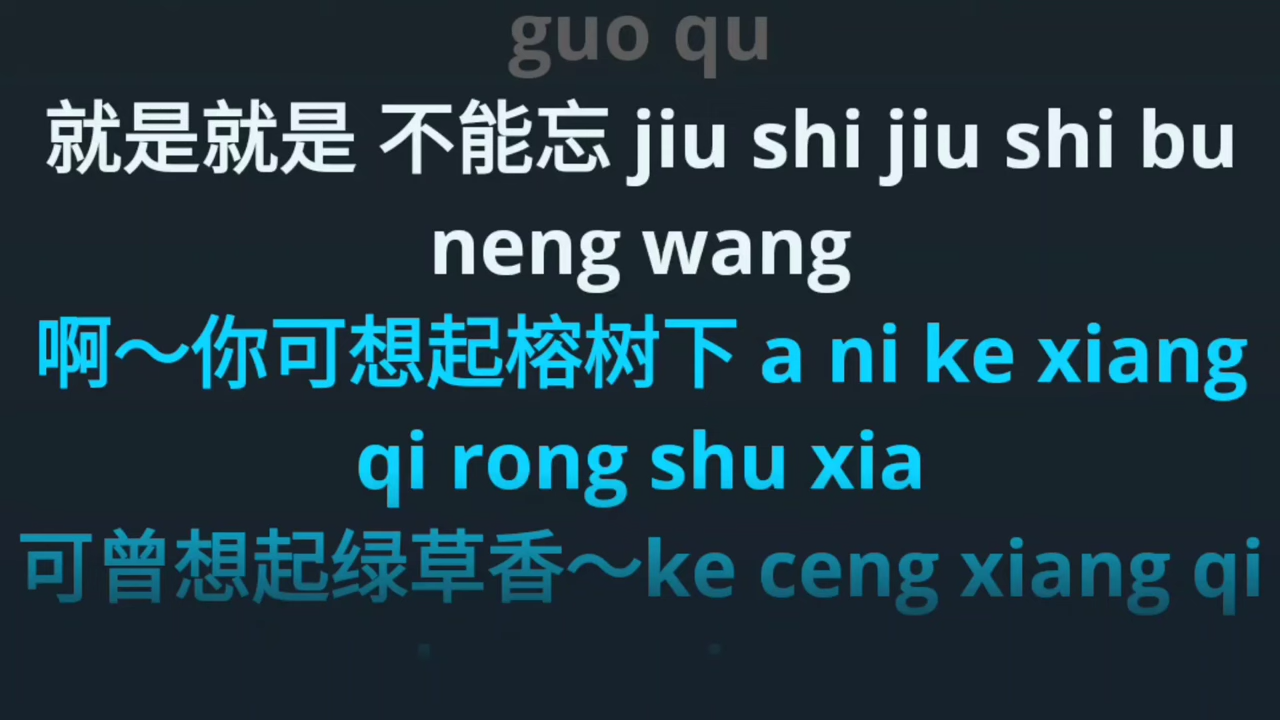 guo qu
就是就是 不能忘 jiu shi jiu shi bu
neng wang
啊～你可想起榕树下 a ni ke xiang
qi rong shu xia
可曾想起绿草香～ke ceng xiang qi